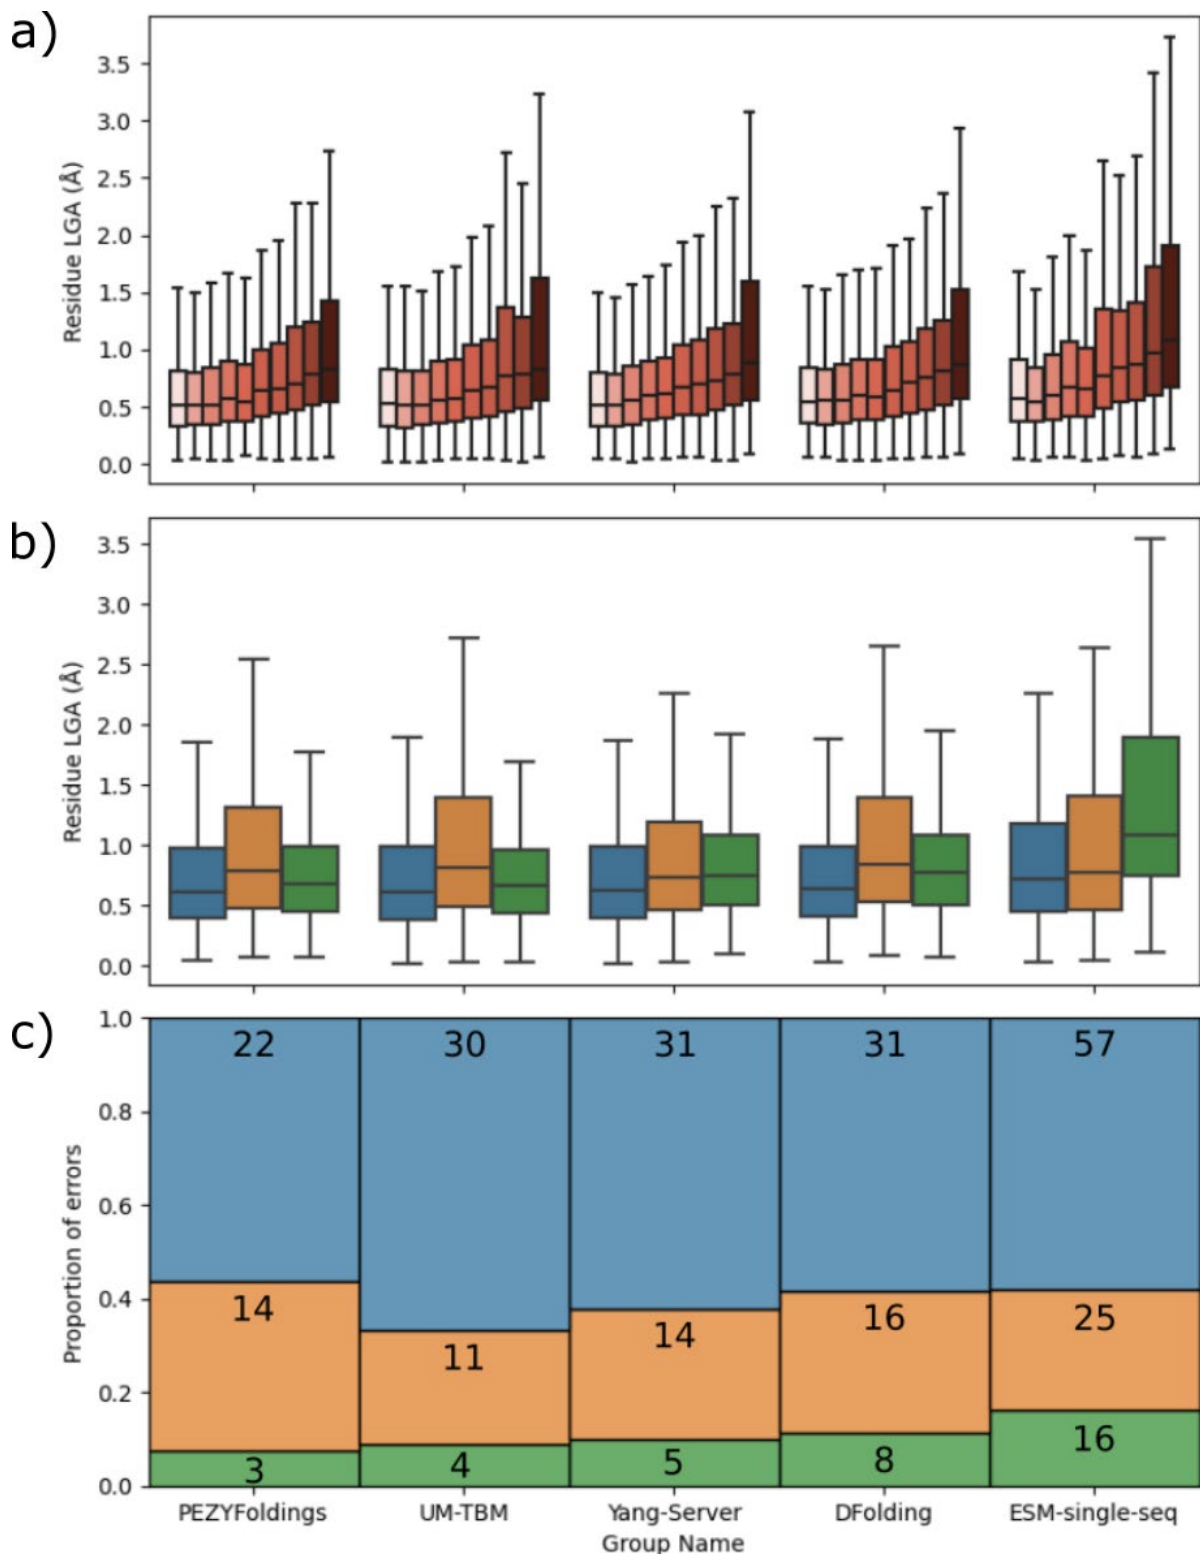 a)
Residue LGA (Å)
3.5
3.0
2.5
2.0
1.5
1.0
0.5
0.0
b)
Residue LGA (Å)
3.5
3.0
2.5
2.0
1.5
1.0
0.5
0.0
c)
Proportion of errors
1.0
0.8
0.6
0.4
0.2
0.0
22 30 31 31 57
14 11 14 16 25
3 4 5 8 16
PEZYFoldings UM-TBM Yang-Server DFolding ESM-single-seq
Group Name